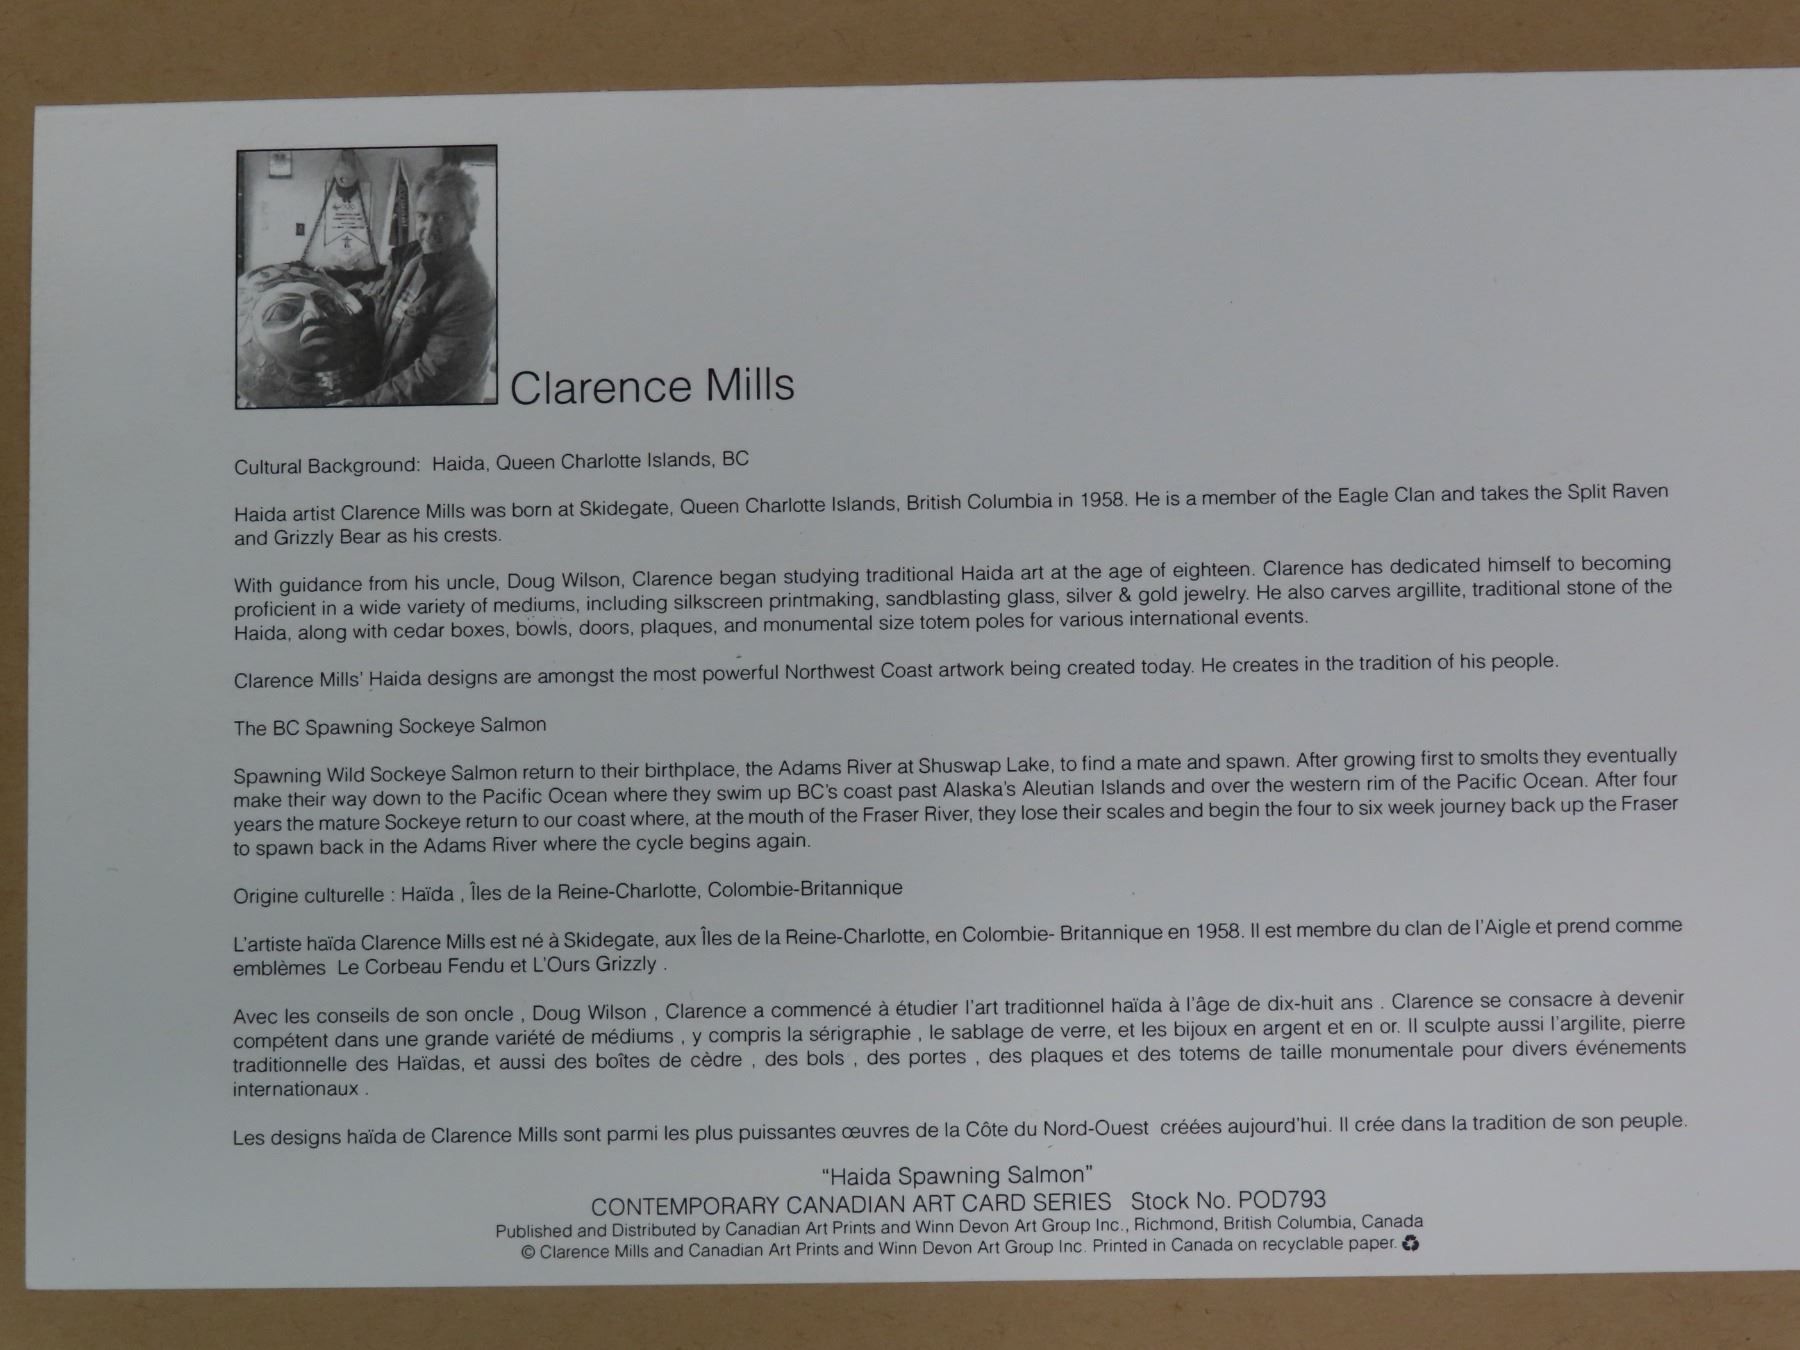 Clarence Mills
Cultural Background: Haida, Queen Charlotte Islands, BC
Haida artist Clarence Mills was born at Skidegate, Queen Charlotte Islands, British Columbia in 1958. He is a member of the Eagle Clan and takes the Split Raven
and Grizzly Bear as his crests.
With guidance from his uncle, Doug Wilson, Clarence began studying traditional Haida art at the age of eighteen. Clarence has dedicated himself to becoming
proficient in a wide variety of mediums, including silkscreen printmaking, sandblasting glass, silver & gold jewelry. He also carves argillite, traditional stone of the
Haida, along with cedar boxes, bowls, doors, plaques, and monumental size totem poles for various international events.
Clarence Mills' Haida designs are amongst the most powerful Northwest Coast artwork being created today. He creates in the tradition of his people.
The BC Spawning Sockeye Salmon
Spawning Wild Sockeye Salmon return to their birthplace, the Adams River at Shuswap Lake, to find a mate and spawn. After growing first to smolts they eventually
make their way down to the Pacific Ocean where they swim up BC's coast past Alaska's Aleutian Islands and over the western rim of the Pacific Ocean. After four
years the mature Sockeye return to our coast where, at the mouth of the Fraser River, they lose their scales and begin the four to six week journey back up the Fraser
to spawn back in the Adams River where the cycle begins again.
Origine culturelle : Haïda , Îles de la Reine-Charlotte, Colombie-Britannique
L'artiste haïda Clarence Mills est né à Skidegate, aux Îles de la Reine-Charlotte, en Colombie- Britannique en 1958. Il est membre du clan de l'Aigle et prend comme
emblèmes Le Corbeau Fendu et L'Ours Grizzly .
Avec les conseils de son oncle , Doug Wilson , Clarence a commencé à étudier l'art traditionnel haïda à l'âge de dix-huit ans . Clarence se consacre à devenir
compétent dans une grande variété de médiums , y compris la sérigraphie , le sablage de verre, et les bijoux en argent et en or. Il sculpte aussi l'argilite, pierre
traditionnelle des Haïdas, et aussi des boîtes de cèdre , des bols , des portes , des plaques et des totems de taille monumentale pour divers événements
internationaux .
Les designs haïda de Clarence Mills sont parmi les plus puissantes œuvres de la Côte du Nord-Ouest créées aujourd'hui. Il crée dans la tradition de son peuple.
"Haida Spawning Salmon"
CONTEMPORARY CANADIAN ART CARD SERIES Stock No. POD793
Published and Distributed by Canadian Art Prints and Winn Devon Art Group Inc., Richmond, British Columbia, Canada
© Clarence Mills and Canadian Art Prints and Winn Devon Art Group Inc. Printed in Canada on recyclable paper.